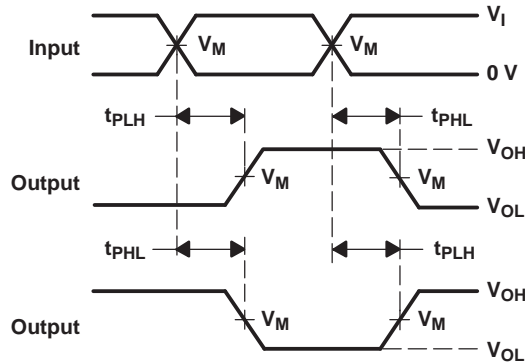 V_I
Input V_M V_M
0 V
t_PLH t_PHL
V_OH
Output V_M V_M
V_OL
t_PHL t_PLH
V_OH
Output V_M V_M
V_OL